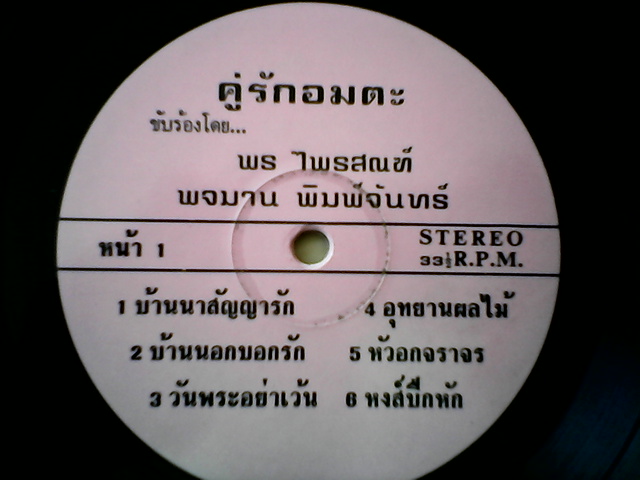 คู่รักอมตะ
ขับร้องโดย...
พร ไพรสณฑ์
พจมาน พิมพ์จันทร์
หน้า 1
STEREO
33⅓ R.P.M.
1 บ้านนาสัญญารัก
2 บ้านนอกบอกรัก
3 วันพระอย่าเว้น
4 อุทยานผลไม้
5 หัวอกจราจร
6 หงส์ปีกหัก